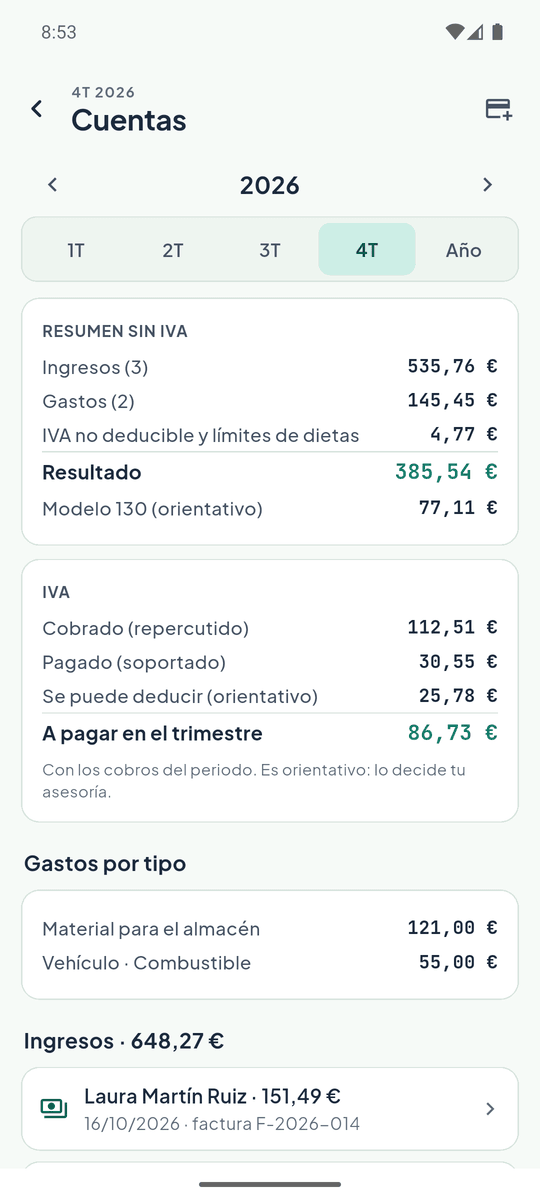 8:53
4T 2026
Cuentas
2026
1T 2T 3T 4T Año
RESUMEN SIN IVA
Ingresos (3) 535,76 €
Gastos (2) 145,45 €
IVA no deducible y límites de dietas 4,77 €
Resultado 385,54 €
Modelo 130 (orientativo) 77,11 €
IVA
Cobrado (repercutido) 112,51 €
Pagado (soportado) 30,55 €
Se puede deducir (orientativo) 25,78 €
A pagar en el trimestre 86,73 €
Con los cobros del periodo. Es orientativo: lo decide tu
asesoría.
Gastos por tipo
Material para el almacén 121,00 €
Vehículo · Combustible 55,00 €
Ingresos · 648,27 €
Laura Martín Ruiz · 151,49 €
16/10/2026 · factura F-2026-014